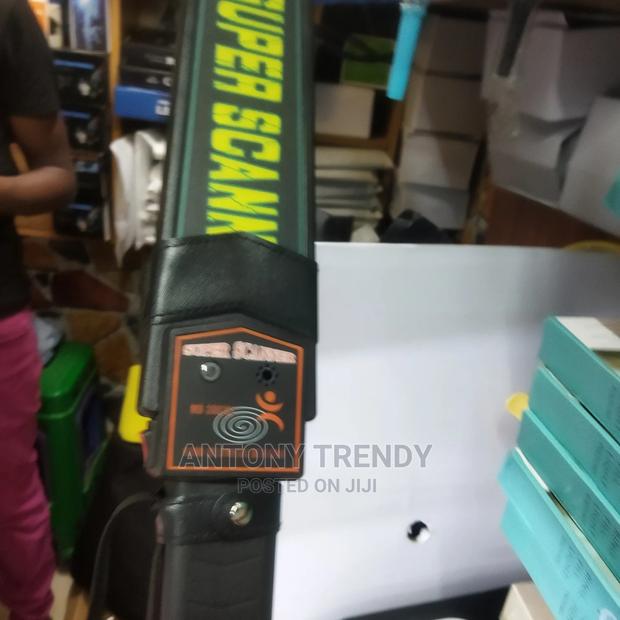 SUPER SCANN
SUPER SCANNER
ANTONY TRENDY
POSTED ON JIJI